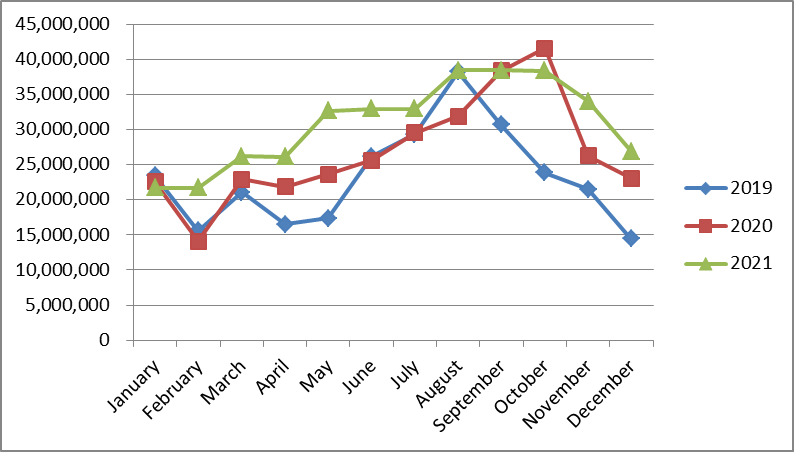 45,000,000
40,000,000
35,000,000
30,000,000
25,000,000
20,000,000
15,000,000
10,000,000
5,000,000
0
January
February
March
April
May
June
July
August
September
October
November
December
2019
2020
2021